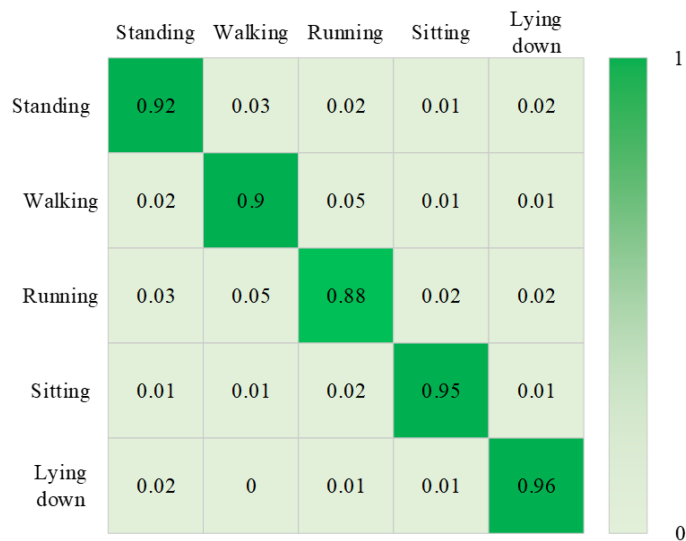 Standing Walking Running Sitting Lying
down
1
Standing 0.92 0.03 0.02 0.01 0.02
Walking 0.02 0.9 0.05 0.01 0.01
Running 0.03 0.05 0.88 0.02 0.02
Sitting 0.01 0.01 0.02 0.95 0.01
Lying
down 0.02 0 0.01 0.01 0.96
0